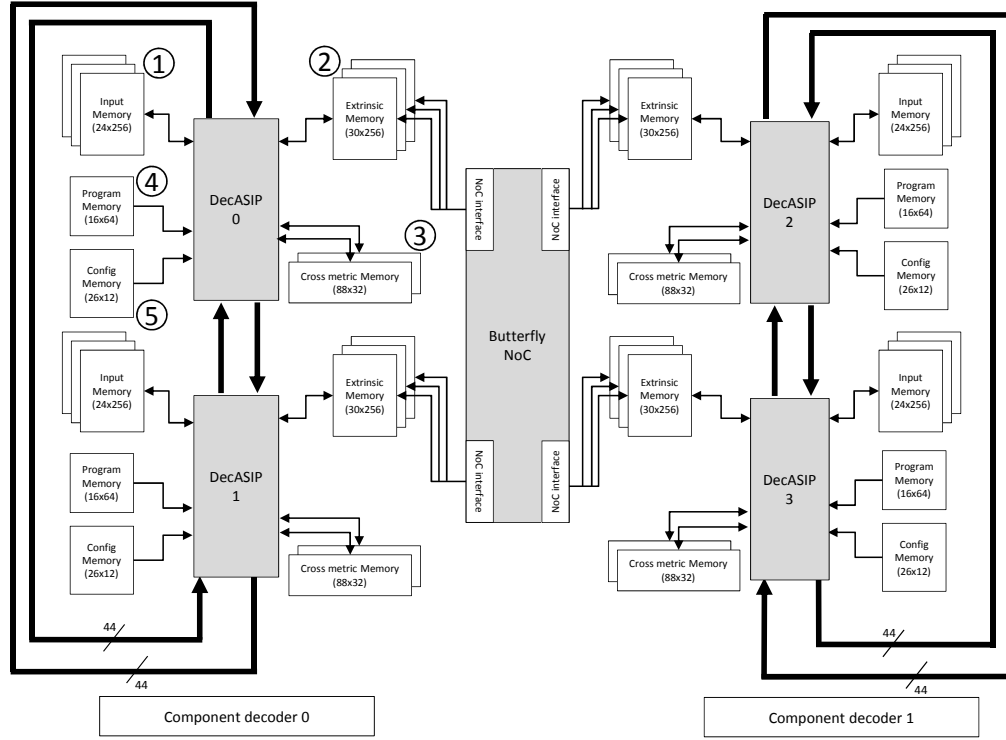 1
Input
Memory
(24x256)
2
Extrinsic
Memory
(30x256)
DecASIP
0
4
Program
Memory
(16x64)
3
Config
Memory
(26x12)
Cross metric Memory
(88x32)
5
Input
Memory
(24x256)
Extrinsic
Memory
(30x256)
DecASIP
1
Program
Memory
(16x64)
Config
Memory
(26x12)
Cross metric Memory
(88x32)
44
44
Component decoder 0
NoC interface
NoC interface
Butterfly
NoC
NoC interface
NoC interface
Extrinsic
Memory
(30x256)
Input
Memory
(24x256)
DecASIP
2
Program
Memory
(16x64)
Config
Memory
(26x12)
Cross metric Memory
(88x32)
Extrinsic
Memory
(30x256)
Input
Memory
(24x256)
DecASIP
3
Program
Memory
(16x64)
Config
Memory
(26x12)
Cross metric Memory
(88x32)
44
44
Component decoder 1